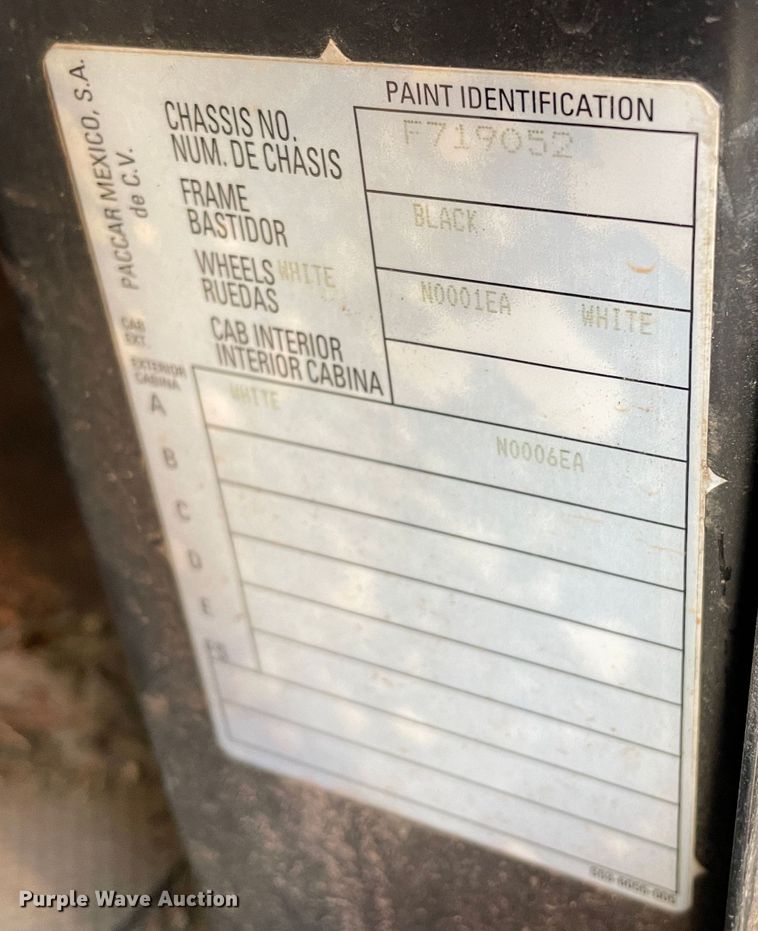 PACCAR MEXICO, S.A.
de C.V.
PAINT IDENTIFICATION
CHASSIS NO. F719052
NUM. DE CHASIS
FRAME BLACK
BASTIDOR
WHEELS WHITE N0001EA WHITE
RUEDAS
CAB INTERIOR
INTERIOR CABINA
CAB
EXT.
EXTERIOR
CABINA
A WHITE N0006EA
B
C
D
E
Purple Wave Auction